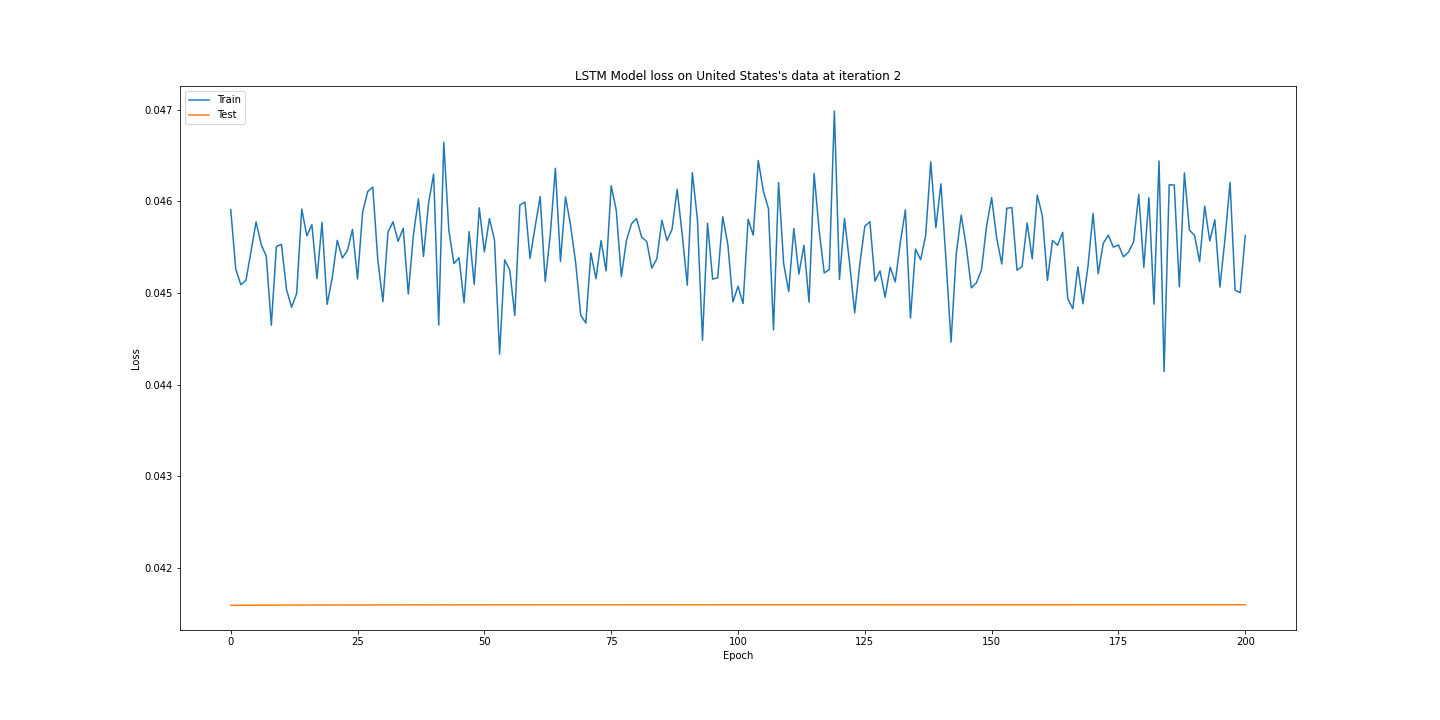 LSTM Model loss on United States's data at iteration 2
Train
Test
0.047
0.046
0.045
0.044
0.043
0.042
Loss
0 25 50 75 100 125 150 175 200
Epoch